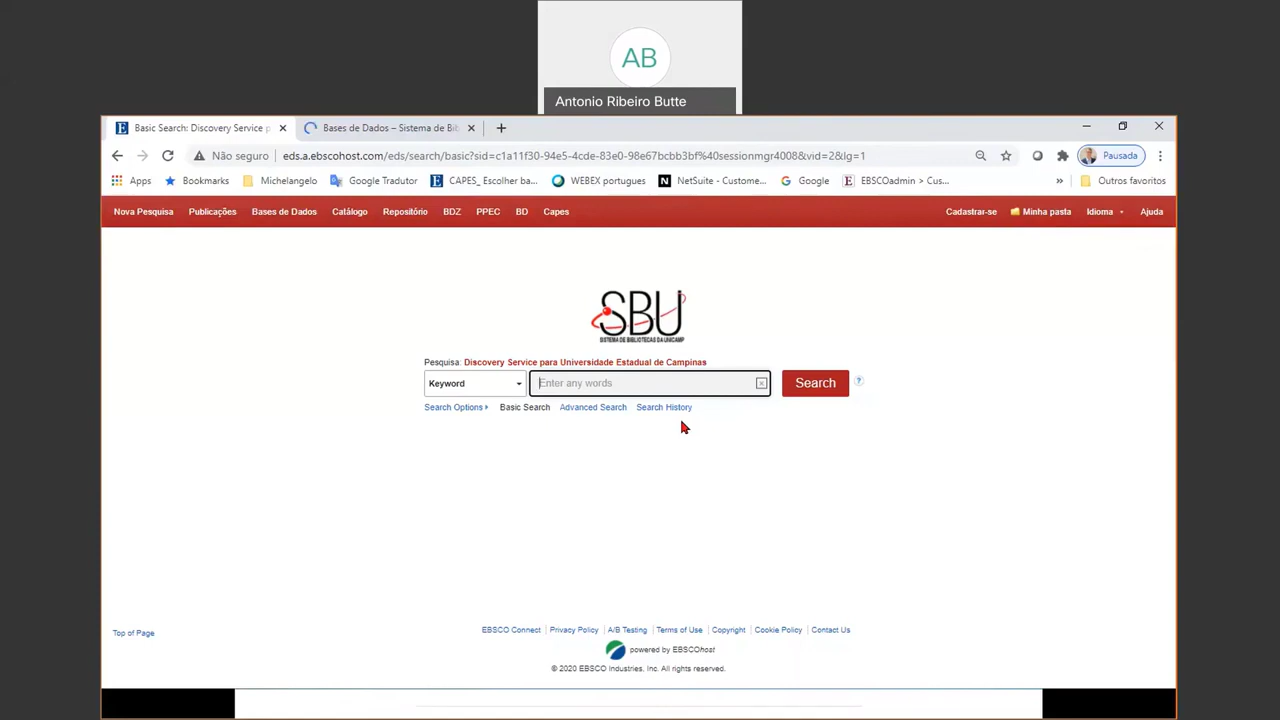 AB
Antonio Ribeiro Butte
Basic Search: Discovery Service p
Bases de Dados – Sistema de Bib
Não seguro
eds.a.ebscohost.com/eds/search/basic?sid=c1a11f30-94e5-4cde-83e0-98e67bcbb3bf%40sessionmgr4008&vid=2&lg=1
Pausada
Apps
Bookmarks
Michelangelo
Google Tradutor
CAPES_ Escolher ba...
WEBEX portugues
NetSuite - Custome...
Google
EBSCOadmin > Cus...
»
Outros favoritos
Nova Pesquisa
Publicações
Bases de Dados
Catálogo
Repositório
BDZ
PPEC
BD
Capes
Cadastrar-se
Minha pasta
Idioma
Ajuda
SBU
SISTEMA DE BIBLIOTECAS DA UNICAMP
Pesquisa: Discovery Service para Universidade Estadual de Campinas
Keyword
Enter any words
Search
?
Search Options
Basic Search
Advanced Search
Search History
Top of Page
EBSCO Connect
Privacy Policy
A/B Testing
Terms of Use
Copyright
Cookie Policy
Contact Us
powered by EBSCOhost
© 2020 EBSCO Industries, Inc. All rights reserved.